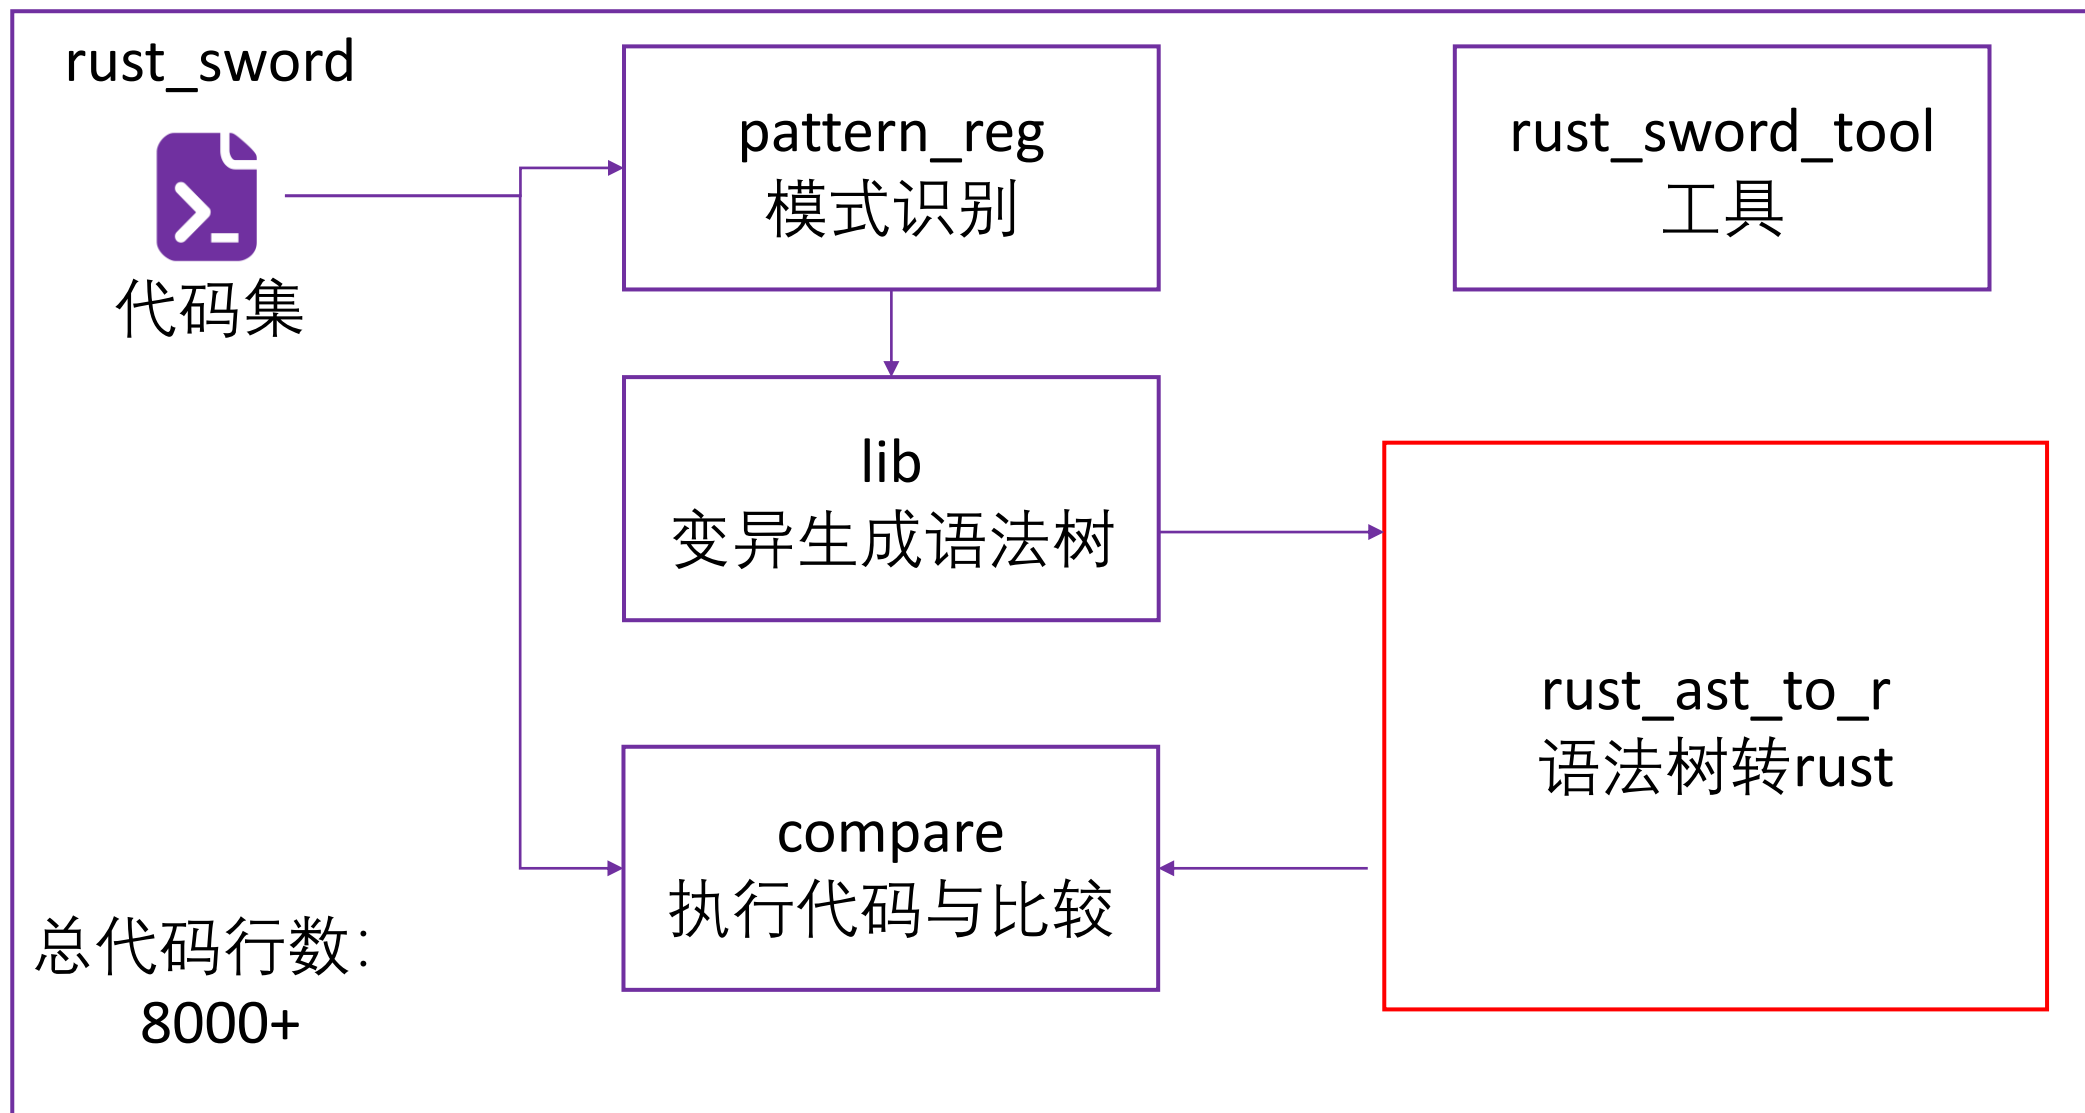 rust_sword
代码集
pattern_reg
模式识别
rust_sword_tool
工具
lib
变异生成语法树
rust_ast_to_r
语法树转rust
compare
执行代码与比较
总代码行数:
8000+